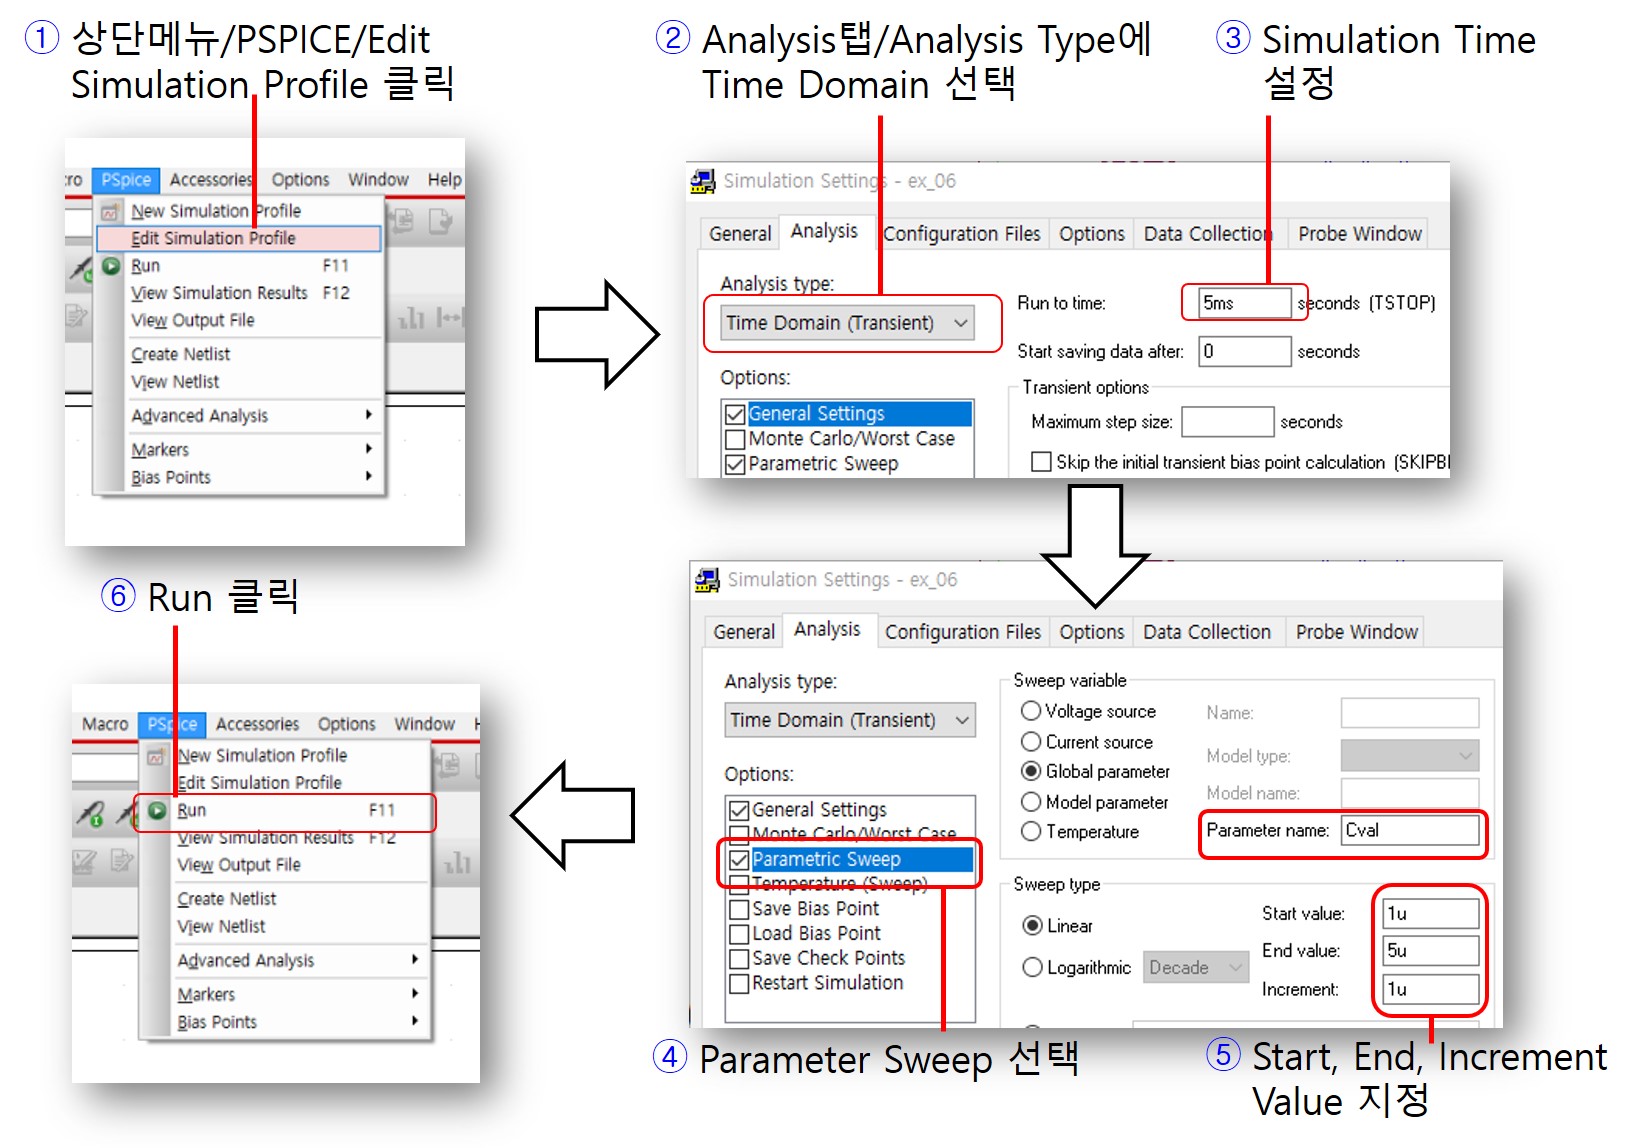 ① 상단메뉴/PSPICE/Edit
Simulation Profile 클릭
② Analysis탭/Analysis Type에
Time Domain 선택
③ Simulation Time
설정
PSpice Accessories Options Window Help
New Simulation Profile
Edit Simulation Profile
Run F11
View Simulation Results F12
View Output File
Create Netlist
View Netlist
Advanced Analysis
Markers
Bias Points
Simulation Settings - ex_06
General Analysis Configuration Files Options Data Collection Probe Window
Analysis type:
Time Domain (Transient)
Options:
General Settings
Monte Carlo/Worst Case
Parametric Sweep
Run to time: 5ms seconds (TSTOP)
Start saving data after: 0 seconds
Transient options
Maximum step size: seconds
Skip the initial transient bias point calculation (SKIPBI
Simulation Settings - ex_06
General Analysis Configuration Files Options Data Collection Probe Window
Analysis type:
Time Domain (Transient)
Options:
General Settings
Monte Carlo/Worst Case
Parametric Sweep
Temperature (Sweep)
Save Bias Point
Load Bias Point
Save Check Points
Restart Simulation
Sweep variable
Voltage source
Current source
Global parameter
Model parameter
Temperature
Name:
Model type:
Model name:
Parameter name: Cval
Sweep type
Linear
Logarithmic Decade
Start value: 1u
End value: 5u
Increment: 1u
④ Parameter Sweep 선택
⑤ Start, End, Increment
Value 지정
⑥ Run 클릭
Macro PSpice Accessories Options Window
New Simulation Profile
Edit Simulation Profile
Run F11
View Simulation Results F12
View Output File
Create Netlist
View Netlist
Advanced Analysis
Markers
Bias Points